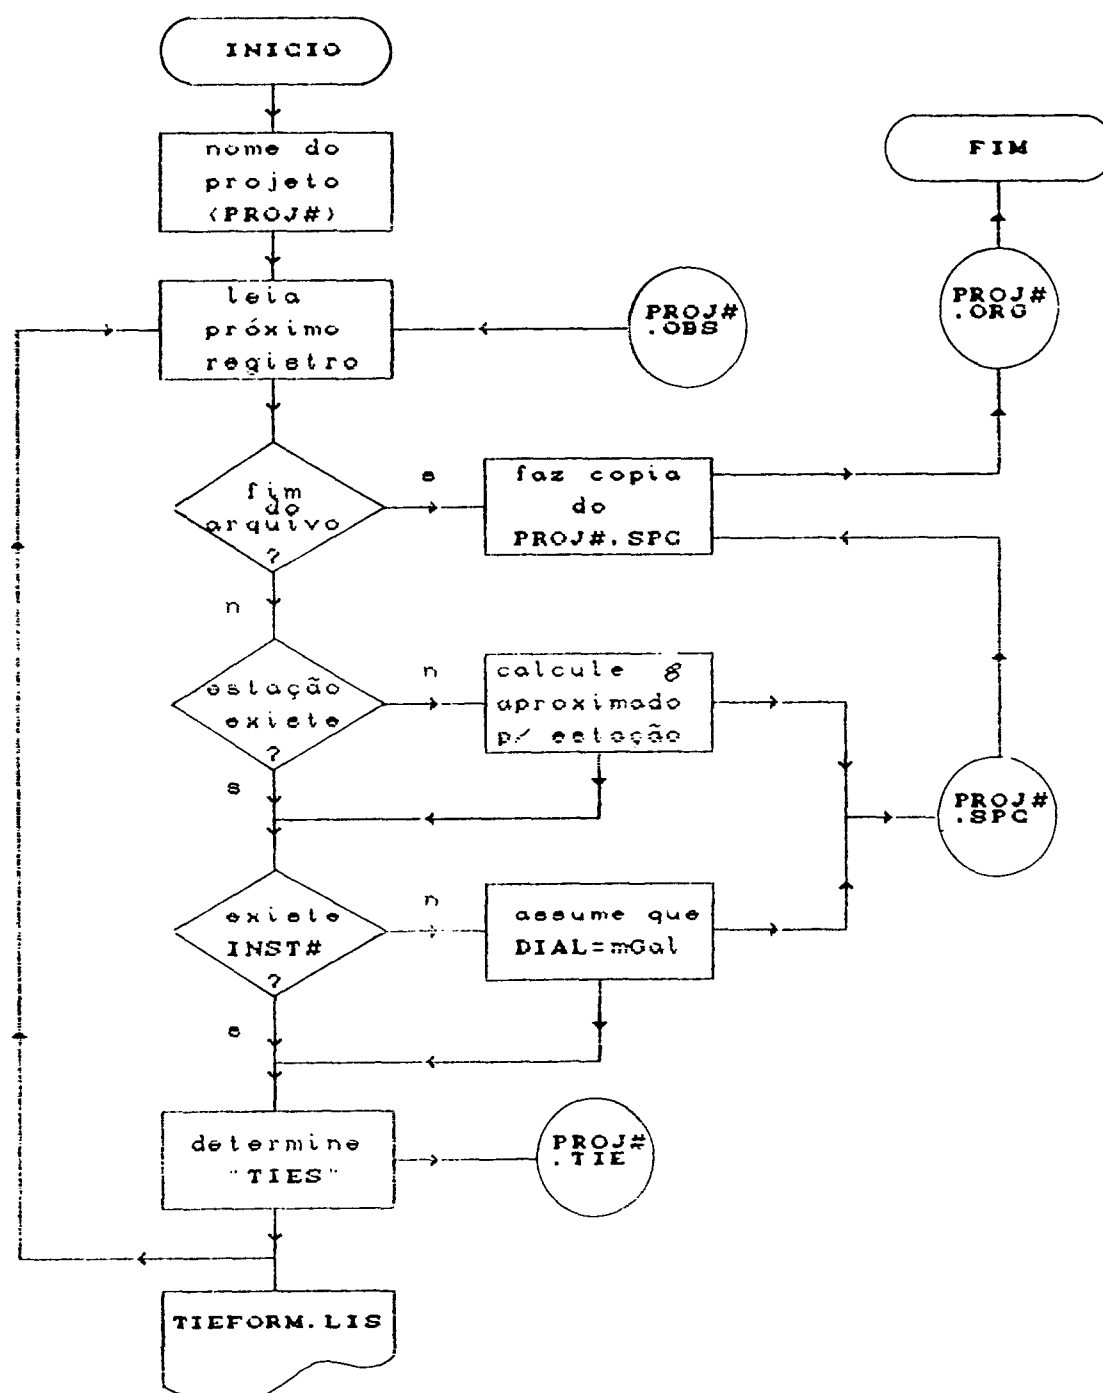 INICIO
nome do
projeto
(PROJ#)
FIM
leia
próximo
registro
PROJ#
.OBS
PROJ#
.ORG
fim
do
arquivo
?
s
faz copia
do
PROJ#.SPC
n
estação
existe
?
n
calcule g
aproximado
p/ estação
s
PROJ#
.SPC
existe
INST#
?
n
assume que
DIAL=mGal
s
determine
"TIES"
PROJ#
.TIE
TIEFORM.LIS